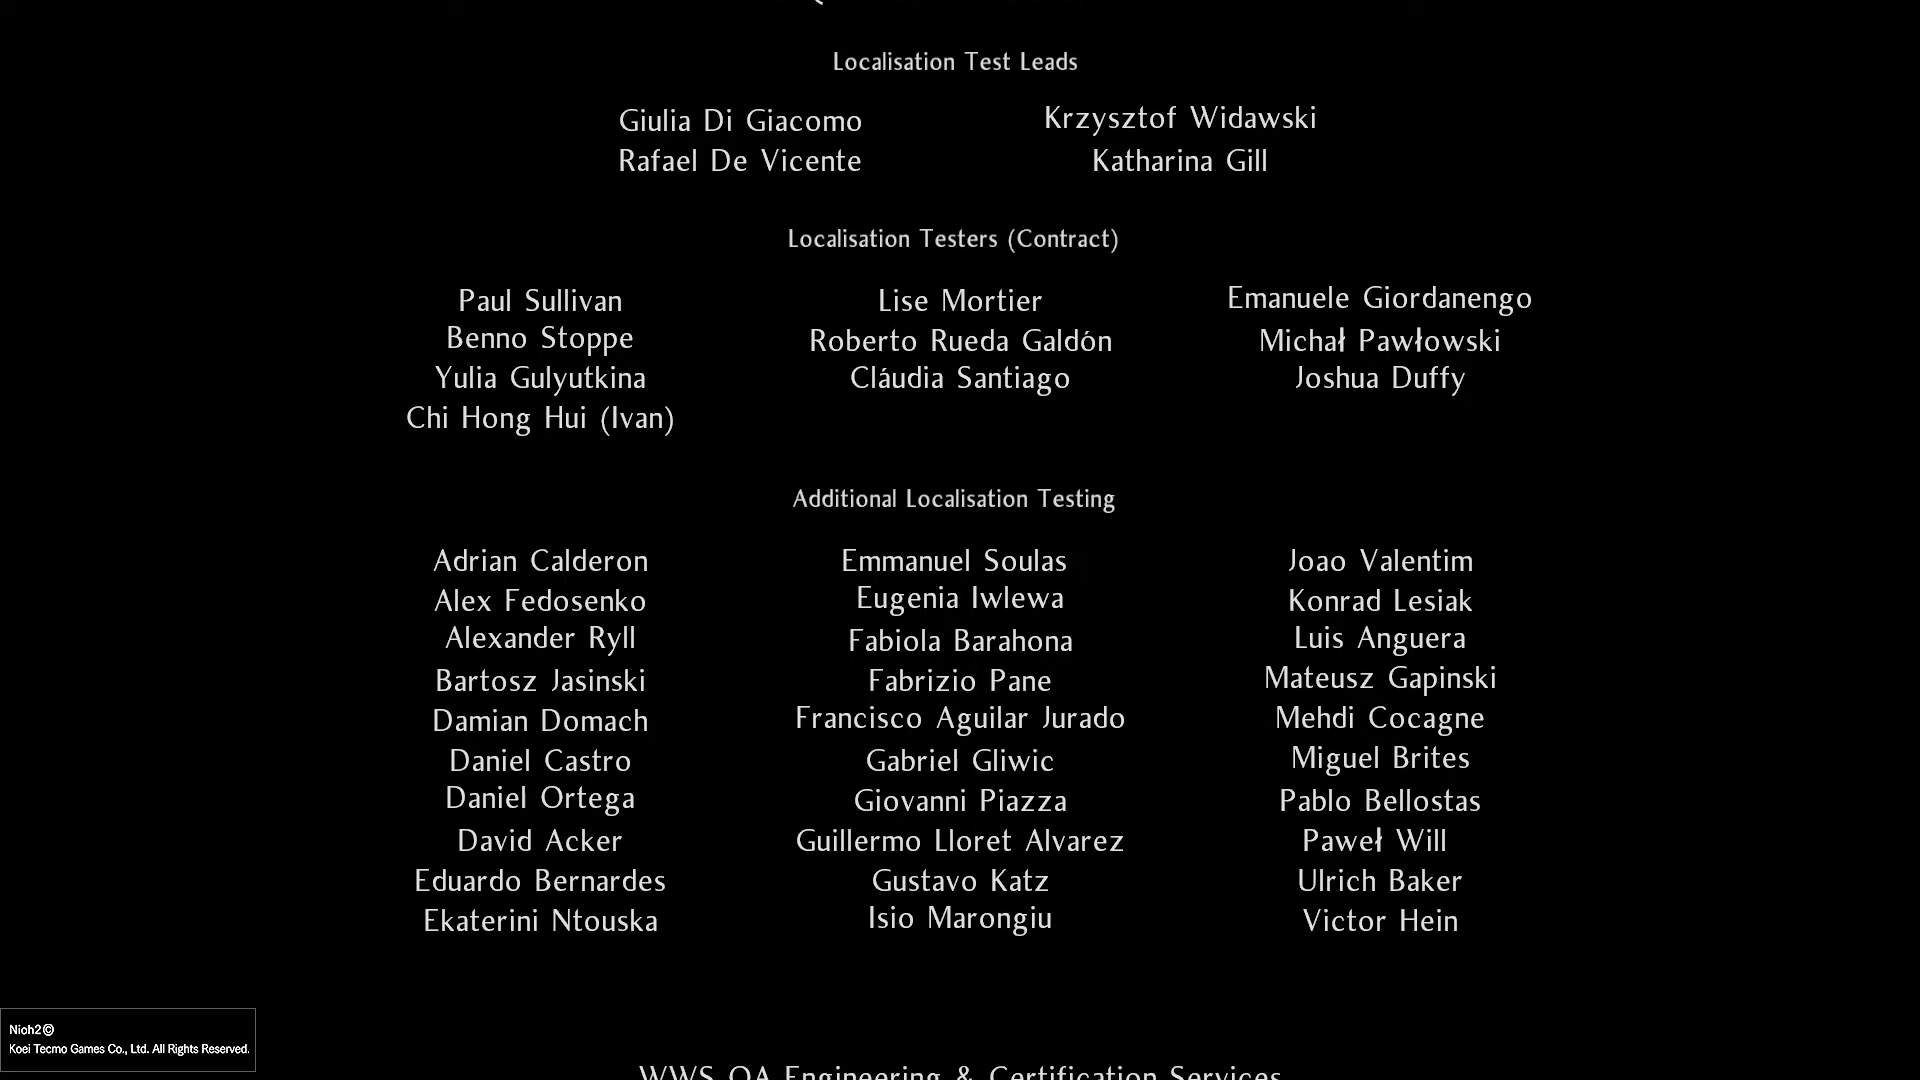 Localisation Test Leads
Giulia Di Giacomo Krzysztof Widawski
Rafael De Vicente Katharina Gill
Localisation Testers (Contract)
Paul Sullivan Lise Mortier Emanuele Giordanengo
Benno Stoppe Roberto Rueda Galdón Michał Pawłowski
Yulia Gulyutkina Cláudia Santiago Joshua Duffy
Chi Hong Hui (Ivan)
Additional Localisation Testing
Adrian Calderon Emmanuel Soulas Joao Valentim
Alex Fedosenko Eugenia Iwlewa Konrad Lesiak
Alexander Ryll Fabiola Barahona Luis Anguera
Bartosz Jasinski Fabrizio Pane Mateusz Gapinski
Damian Domach Francisco Aguilar Jurado Mehdi Cocagne
Daniel Castro Gabriel Gliwic Miguel Brites
Daniel Ortega Giovanni Piazza Pablo Bellostas
David Acker Guillermo Lloret Alvarez Paweł Will
Eduardo Bernardes Gustavo Katz Ulrich Baker
Ekaterini Ntouska Isio Marongiu Victor Hein
Nioh2©
Koei Tecmo Games Co., Ltd. All Rights Reserved.
WWS QA Engineering & Certification Services